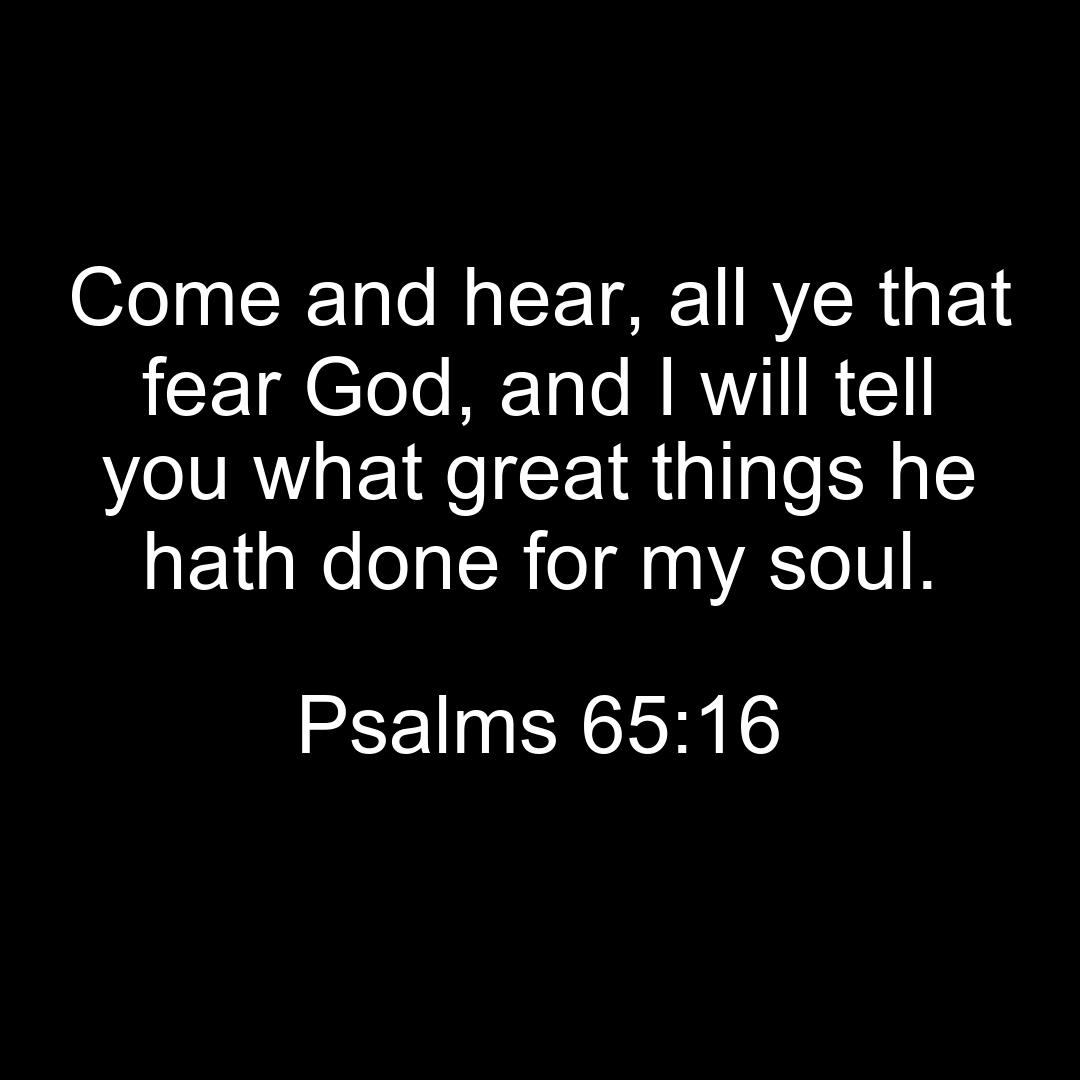 Come and hear, all ye that
fear God, and I will tell
you what great things he
hath done for my soul.
Psalms 65:16